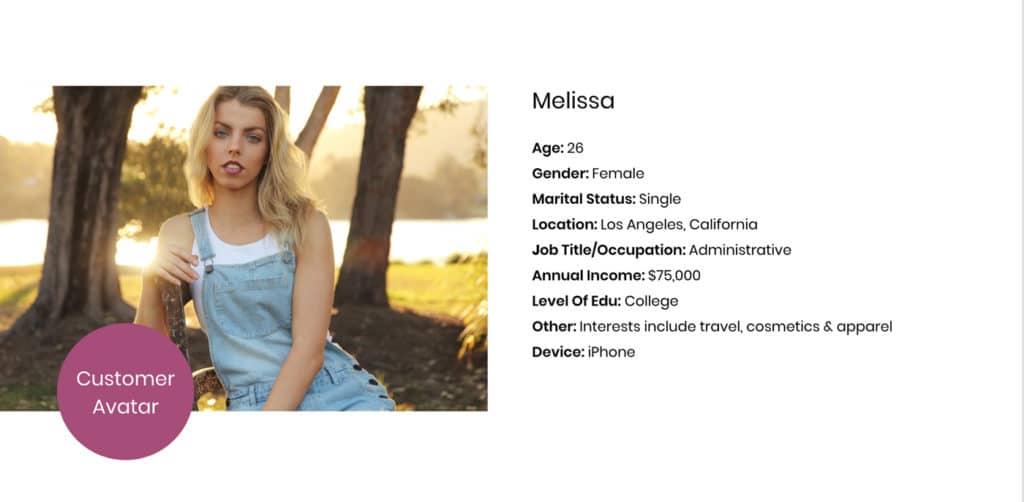 Melissa
Age: 26
Gender: Female
Marital Status: Single
Location: Los Angeles, California
Job Title/Occupation: Administrative
Annual Income: $75,000
Level Of Edu: College
Other: Interests include travel, cosmetics & apparel
Device: iPhone
Customer
Avatar